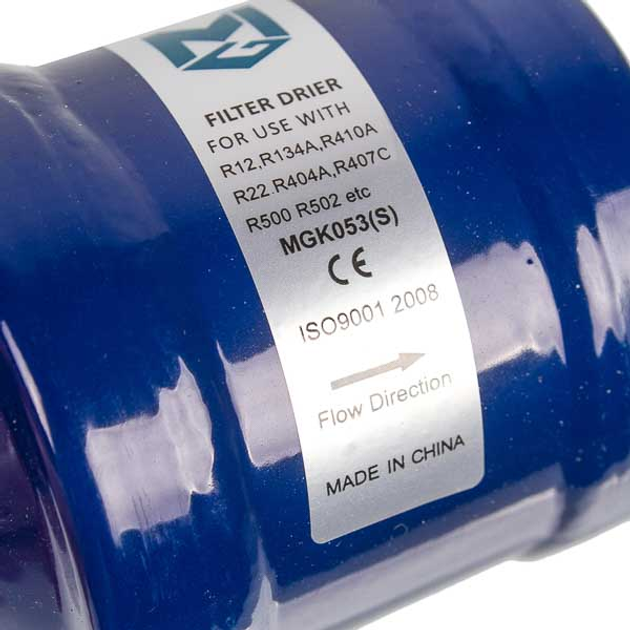 FILTER DRIER
FOR USE WITH
R12,R134A,R410A
R22.R404A,R407C
R500 R502 etc
MGK053(S)
CE
ISO9001 2008
Flow Direction
MADE IN CHINA